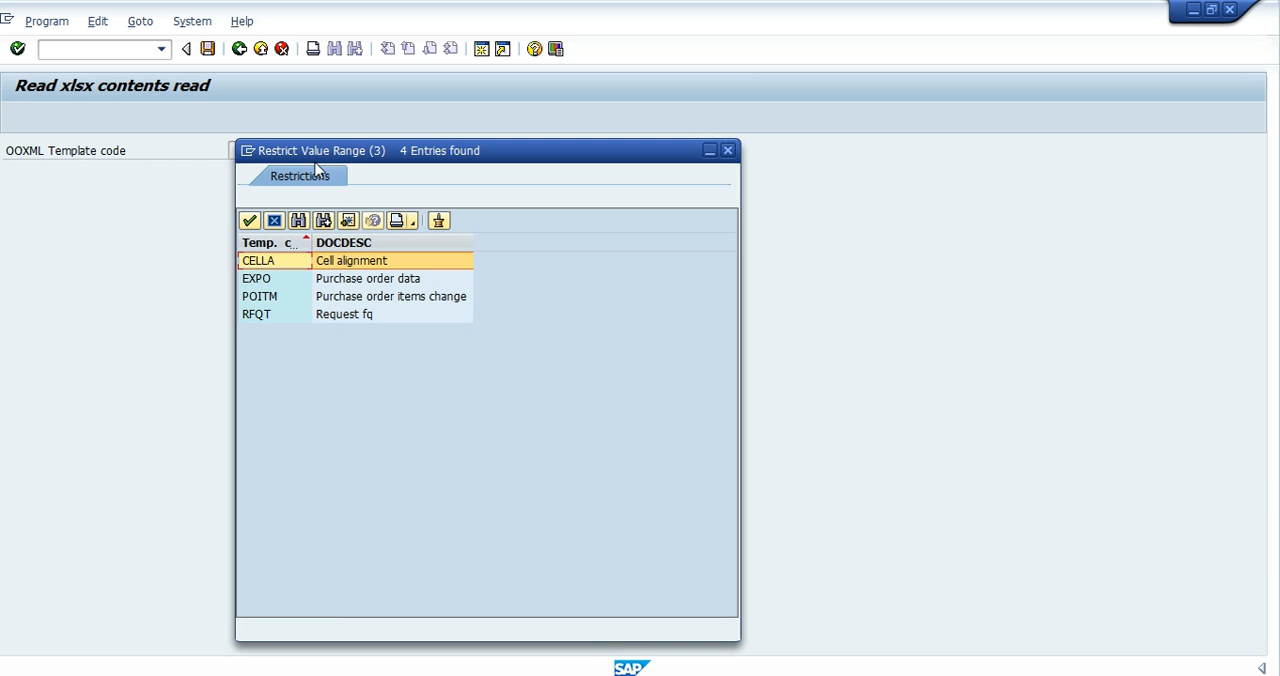 Program Edit Goto System Help
Read xlsx contents read
OOXML Template code
Restrict Value Range (3) 4 Entries found
Restrictions
Temp. c... DOCDESC
CELLA Cell alignment
EXPO Purchase order data
POITM Purchase order items change
RFQT Request fq
SAP